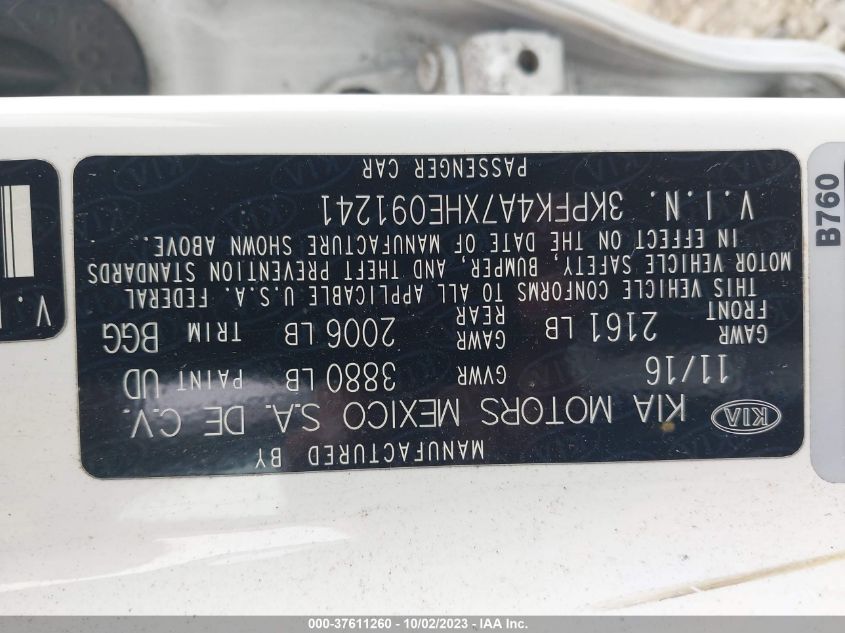 MANUFACTURED BY
KIA KIA MOTORS MEXICO S.A. DE C.V.
11/16 GVWR 3880 LB PAINT UD
GAWR FRONT 2161 LB GAWR REAR 2006 LB TRIM BGG
THIS VEHICLE CONFORMS TO ALL APPLICABLE U.S.A. FEDERAL
MOTOR VEHICLE SAFETY, BUMPER, AND THEFT PREVENTION STANDARDS
IN EFFECT ON THE DATE OF MANUFACTURE SHOWN ABOVE.
V.I.N. 3KPFK4A7XHE091241
PASSENGER CAR
B760
000-37611260 - 10/02/2023 - IAA Inc.